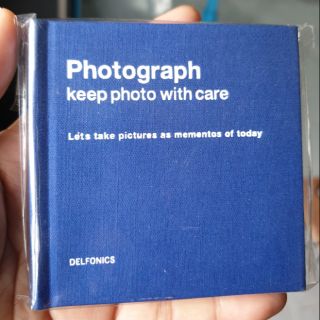 Photograph
keep photo with care
Lets take pictures as mementos of today
DELFONICS